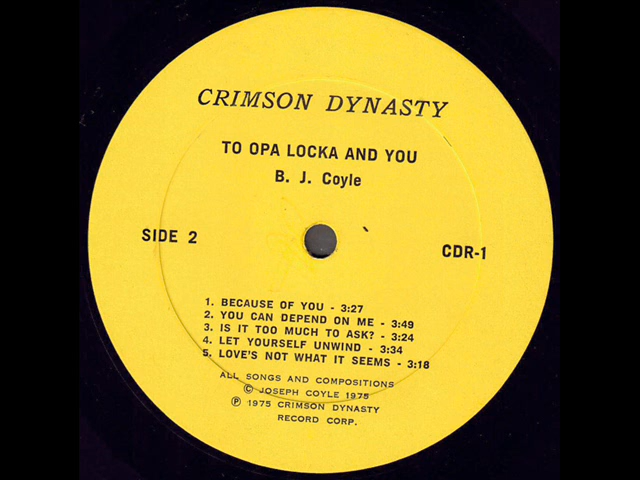 CRIMSON DYNASTY
TO OPA LOCKA AND YOU
B. J. Coyle
SIDE 2
CDR-1
1. BECAUSE OF YOU - 3:27
2. YOU CAN DEPEND ON ME - 3:49
3. IS IT TOO MUCH TO ASK? - 3:24
4. LET YOURSELF UNWIND - 3:34
5. LOVE'S NOT WHAT IT SEEMS - 3:18
ALL SONGS AND COMPOSITIONS
© JOSEPH COYLE 1975
℗ 1975 CRIMSON DYNASTY
RECORD CORP.